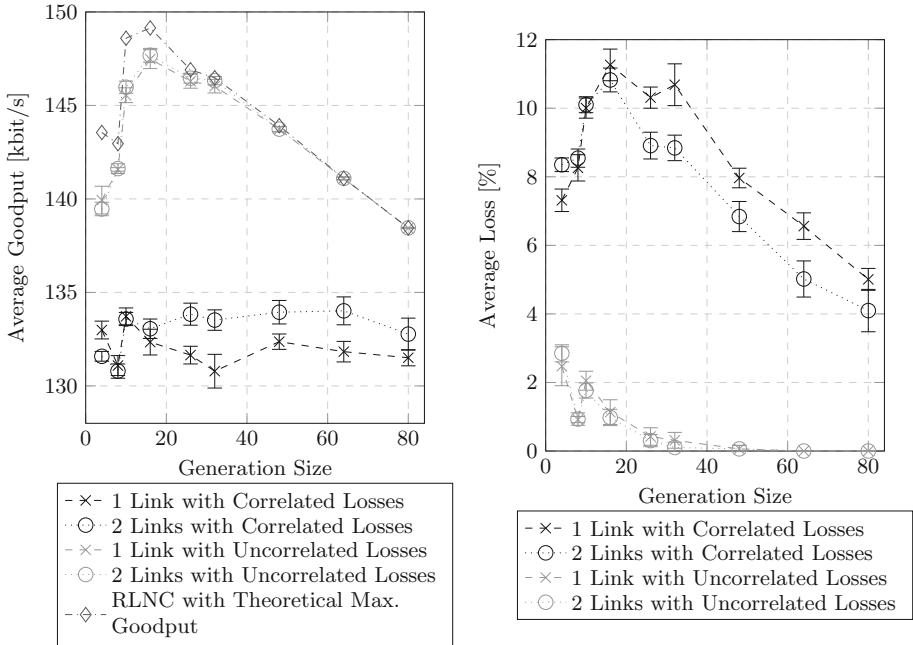 150
145
140
135
130
0
20
40
60
80
Average Goodput [kbit/s]
Generation Size
1 Link with Correlated Losses
2 Links with Correlated Losses
1 Link with Uncorrelated Losses
2 Links with Uncorrelated Losses
RLNC with Theoretical Max.
Goodput
12
10
8
6
4
2
0
0
20
40
60
80
Average Loss [%]
Generation Size
1 Link with Correlated Losses
2 Links with Correlated Losses
1 Link with Uncorrelated Losses
2 Links with Uncorrelated Losses